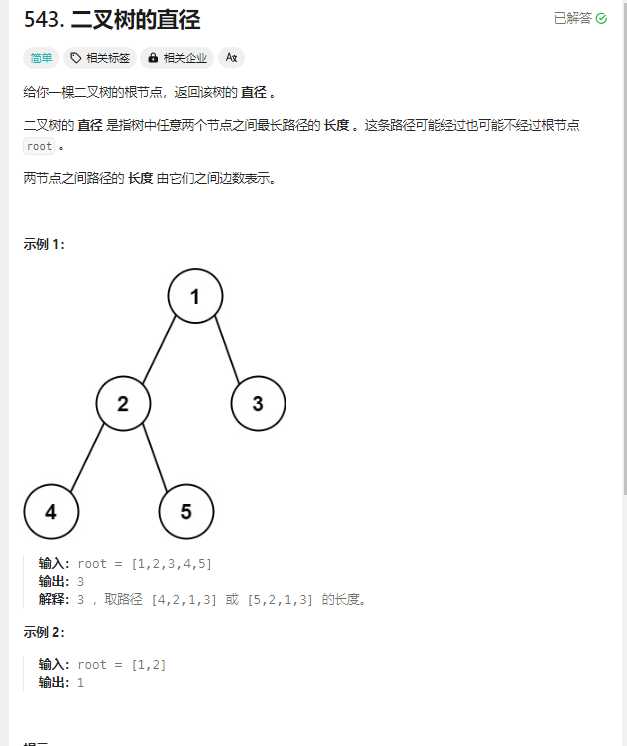 543. 二叉树的直径
已解答
简单 相关标签 相关企业 Aᵡ
给你一棵二叉树的根节点，返回该树的 直径 。
二叉树的 直径 是指树中任意两个节点之间最长路径的 长度 。这条路径可能经过也可能不经过根节点
root 。
两节点之间路径的 长度 由它们之间边数表示。
示例 1：
1
2
3
4
5
输入：root = [1,2,3,4,5]
输出：3
解释：3 ，取路径 [4,2,1,3] 或 [5,2,1,3] 的长度。
示例 2：
输入：root = [1,2]
输出：1